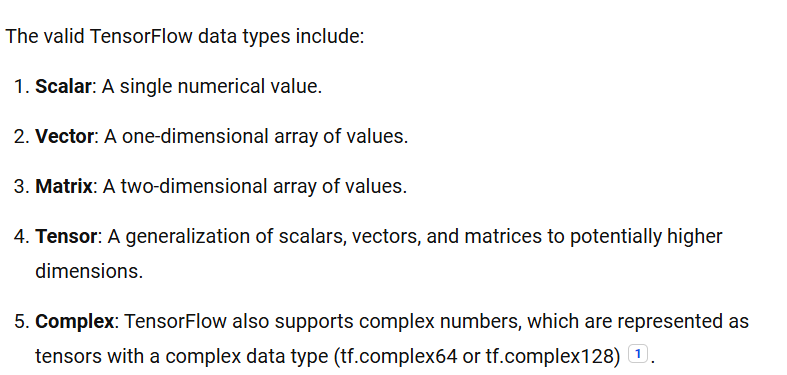 The valid TensorFlow data types include:
1. Scalar: A single numerical value.
2. Vector: A one-dimensional array of values.
3. Matrix: A two-dimensional array of values.
4. Tensor: A generalization of scalars, vectors, and matrices to potentially higher
dimensions.
5. Complex: TensorFlow also supports complex numbers, which are represented as
tensors with a complex data type (tf.complex64 or tf.complex128) 1 .